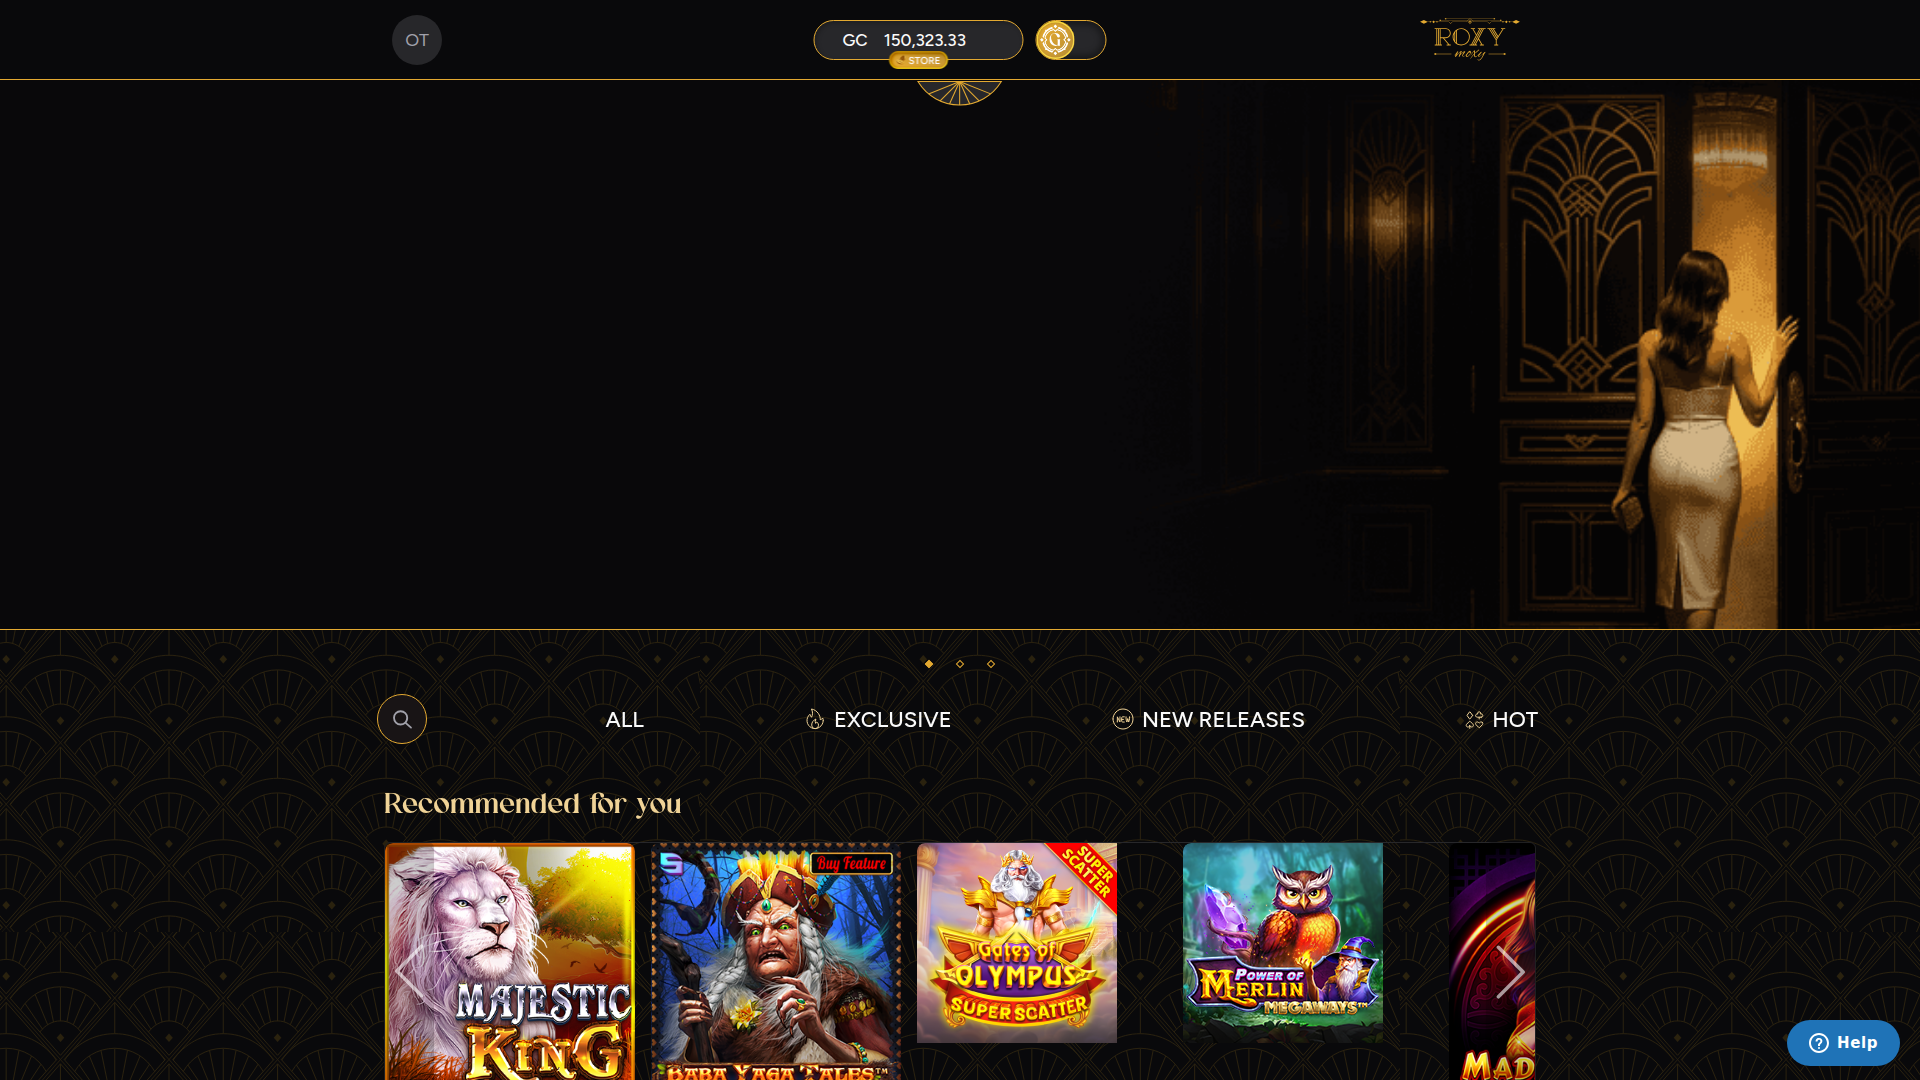 OT
GC 150,323.33
STORE
G
ROXY
moxy
ALL
EXCLUSIVE
NEW
NEW RELEASES
HOT
Recommended for you
MAJESTIC
KING
Buy Feature
BABA YAGA TALES™
SUPER
SCATTER
Gates of
OLYMPUS
SUPER SCATTER
POWER OF
MERLIN
MEGAWAYS™
MAD
Help